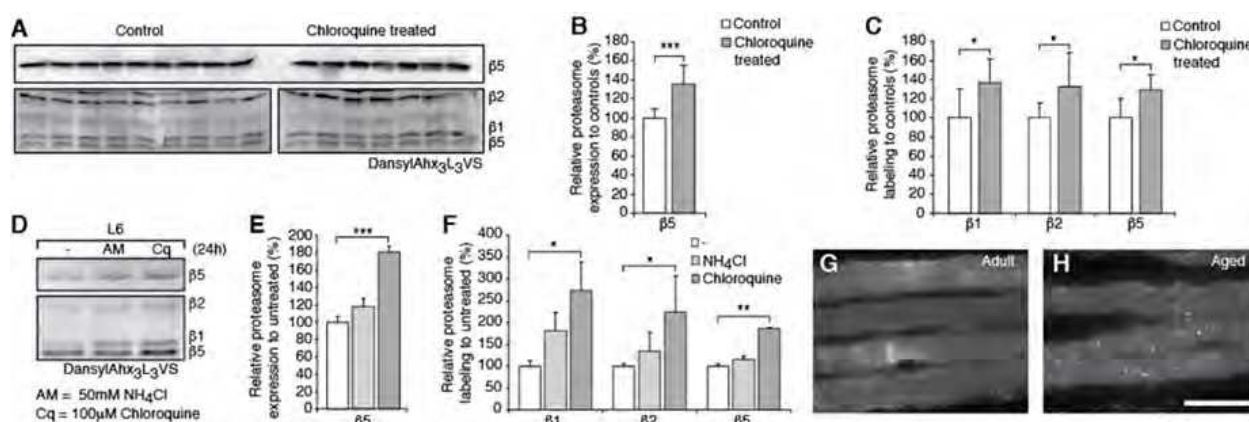 A
Control
Chloroquine treated
β5
β2
β1
β5
DansylAhx3L3VS
B
Control
Chloroquine treated
***
Relative proteasome expression to controls (%)
180
160
140
120
100
80
60
40
20
0
β5
C
Control
Chloroquine treated
*
*
*
Relative proteasome labeling to controls (%)
180
160
140
120
100
80
60
40
20
0
β1
β2
β5
D
L6
-
AM
Cq
(24h)
β5
β2
β1
β5
DansylAhx3L3VS
AM = 50mM NH4Cl
Cq = 100μM Chloroquine
E
***
Relative proteasome expression to untreated (%)
200
180
160
140
120
100
80
60
40
20
0
β5
F
-
NH4Cl
Chloroquine
*
*
**
Relative proteasome labeling to untreated (%)
400
350
300
250
200
150
100
50
0
β1
β2
β5
G
Adult
H
Aged